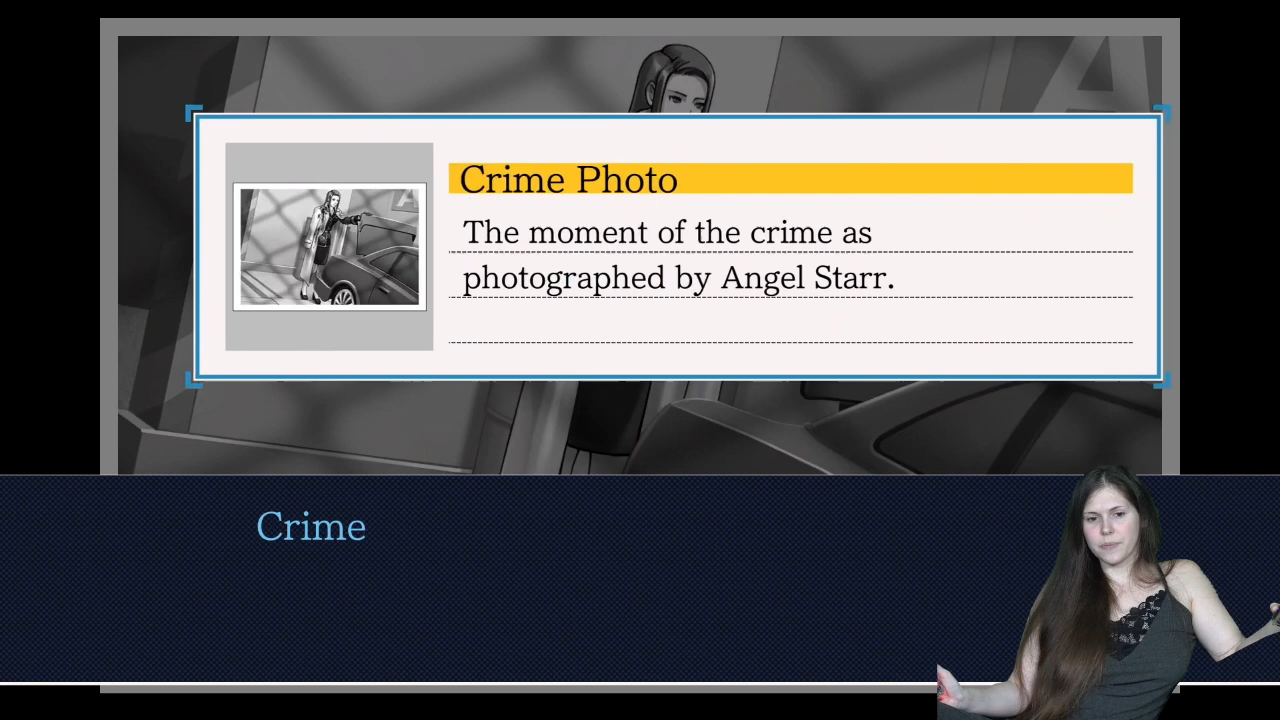 A
Crime Photo
The moment of the crime as
photographed by Angel Starr.
Crime